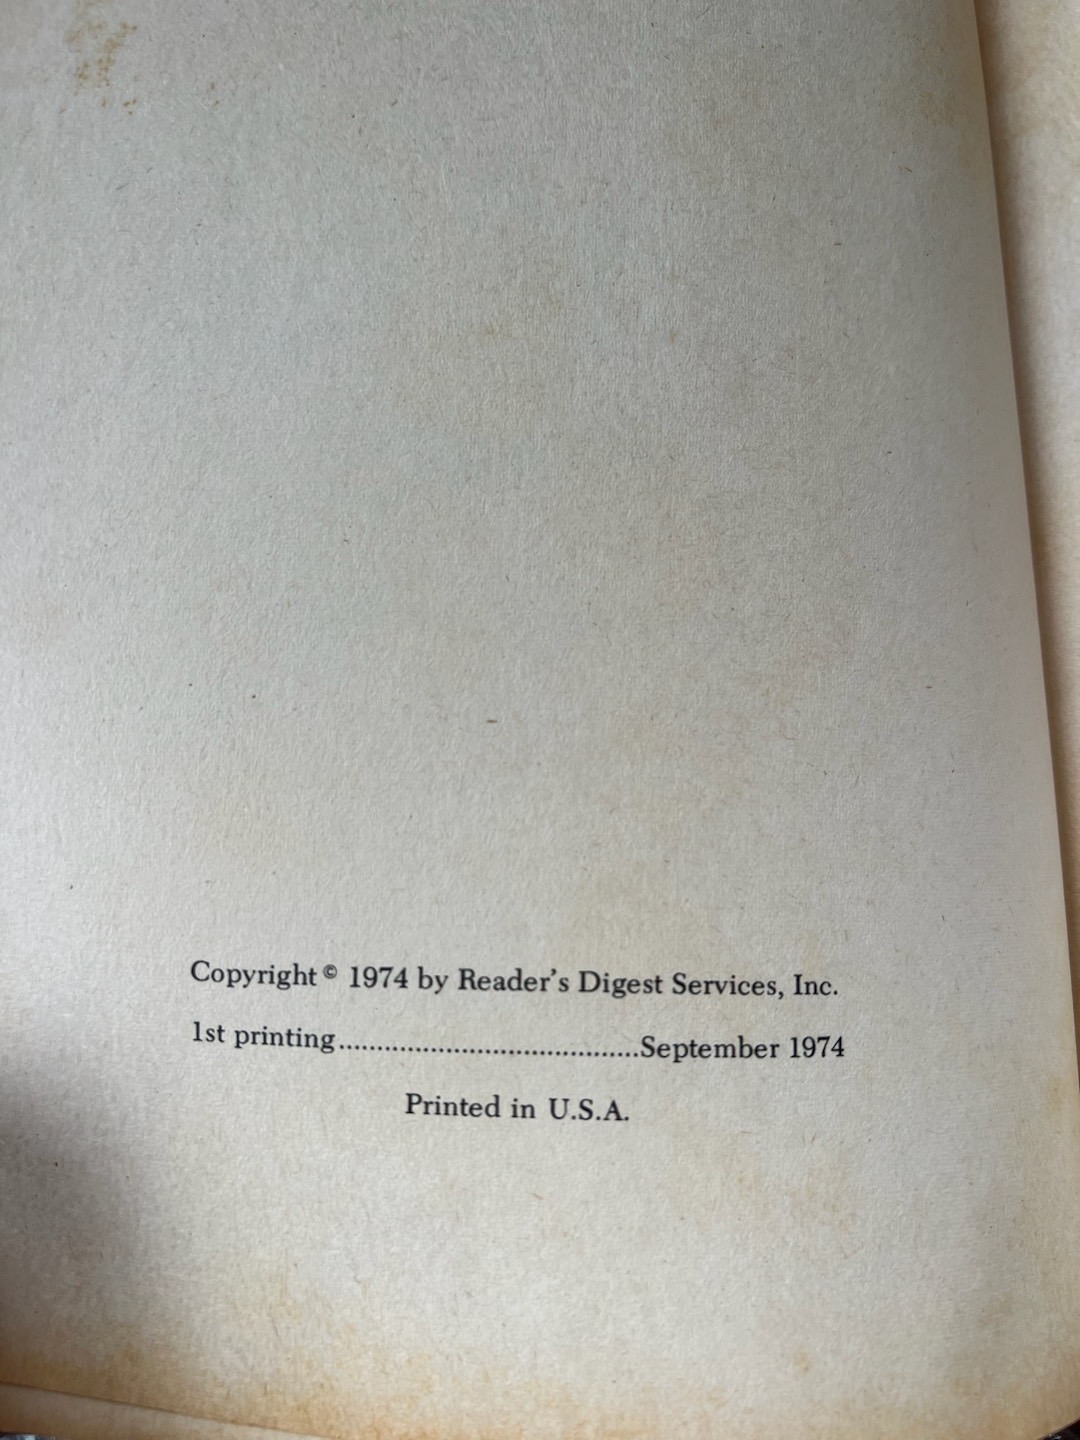 Copyright © 1974 by Reader's Digest Services, Inc.
1st printing.......................................September 1974
Printed in U.S.A.